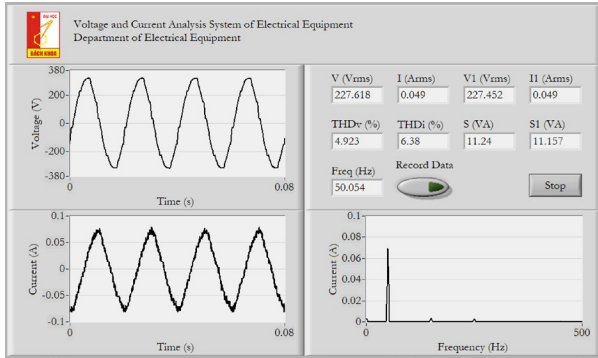 ĐẠI HỌC
BÁCH KHOA
Voltage and Current Analysis System of Electrical Equipment
Department of Electrical Equipment
380
200
0
-200
-380
Voltage (V)
0
0.08
Time (s)
V (Vrms) I (Arms) V1 (Vrms) I1 (Arms)
227.618 0.049 227.452 0.049
THDv (%) THDi (%) S (VA) S1 (VA)
4.923 6.38 11.24 11.157
Freq (Hz) Record Data
50.054 Stop
0.1
0.05
0
-0.05
-0.1
Current (A)
0
0.08
Time (s)
0.1
0.08
0.06
0.04
0.02
0
Current (A)
0
500
Frequency (Hz)